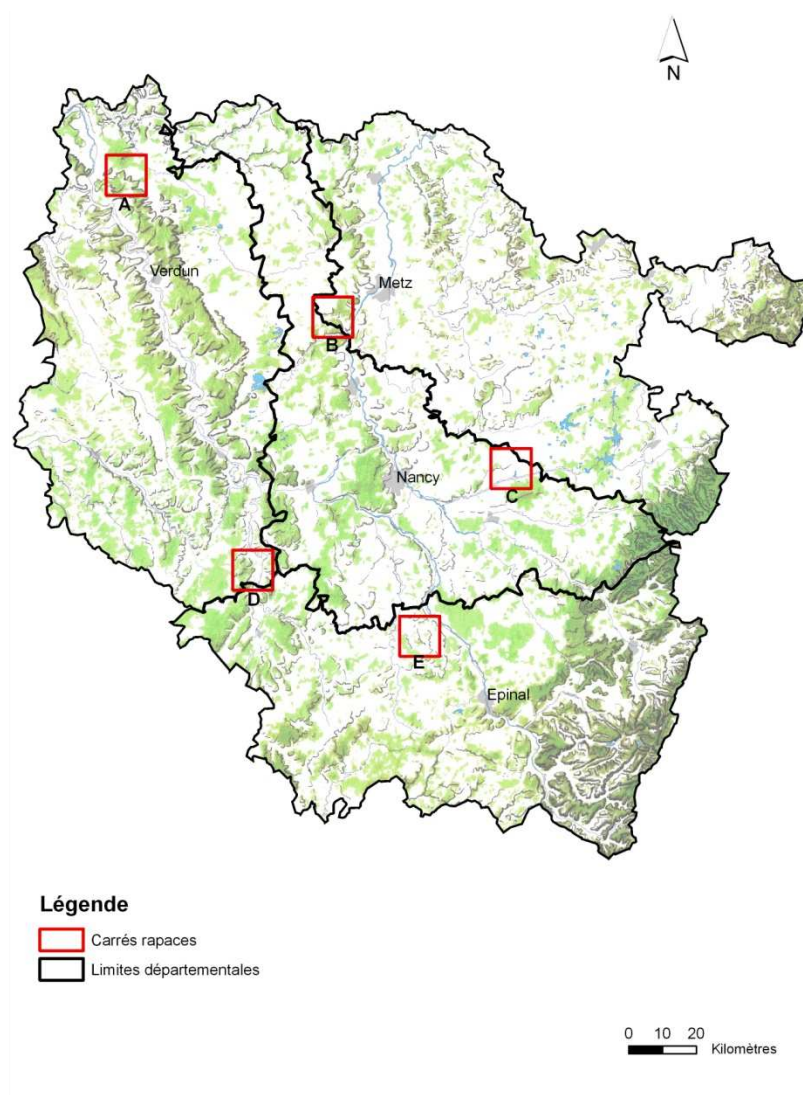 N
A
Verdun
Metz
B
Nancy
C
D
E
Epinal
Légende
Carrés rapaces
Limites départementales
0 10 20
Kilomètres